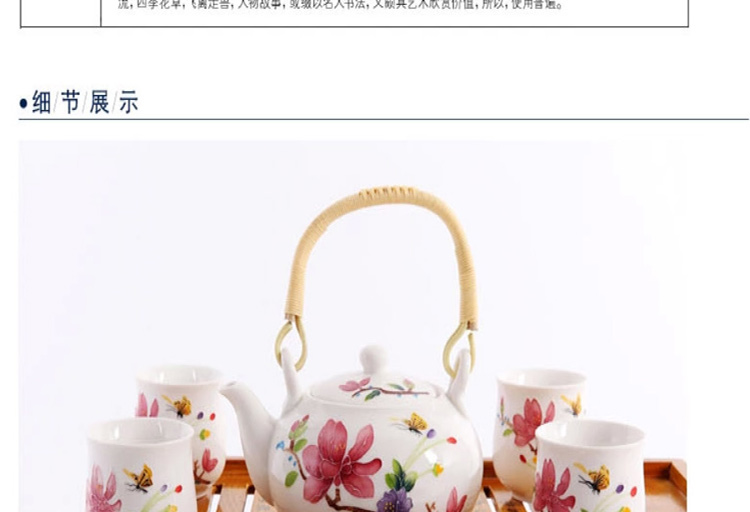 流，四季花草，飞禽走兽，人物故事，或缀以名人书法，又颇具艺术欣赏价值，所以，使用普遍。
•细/节/展/示